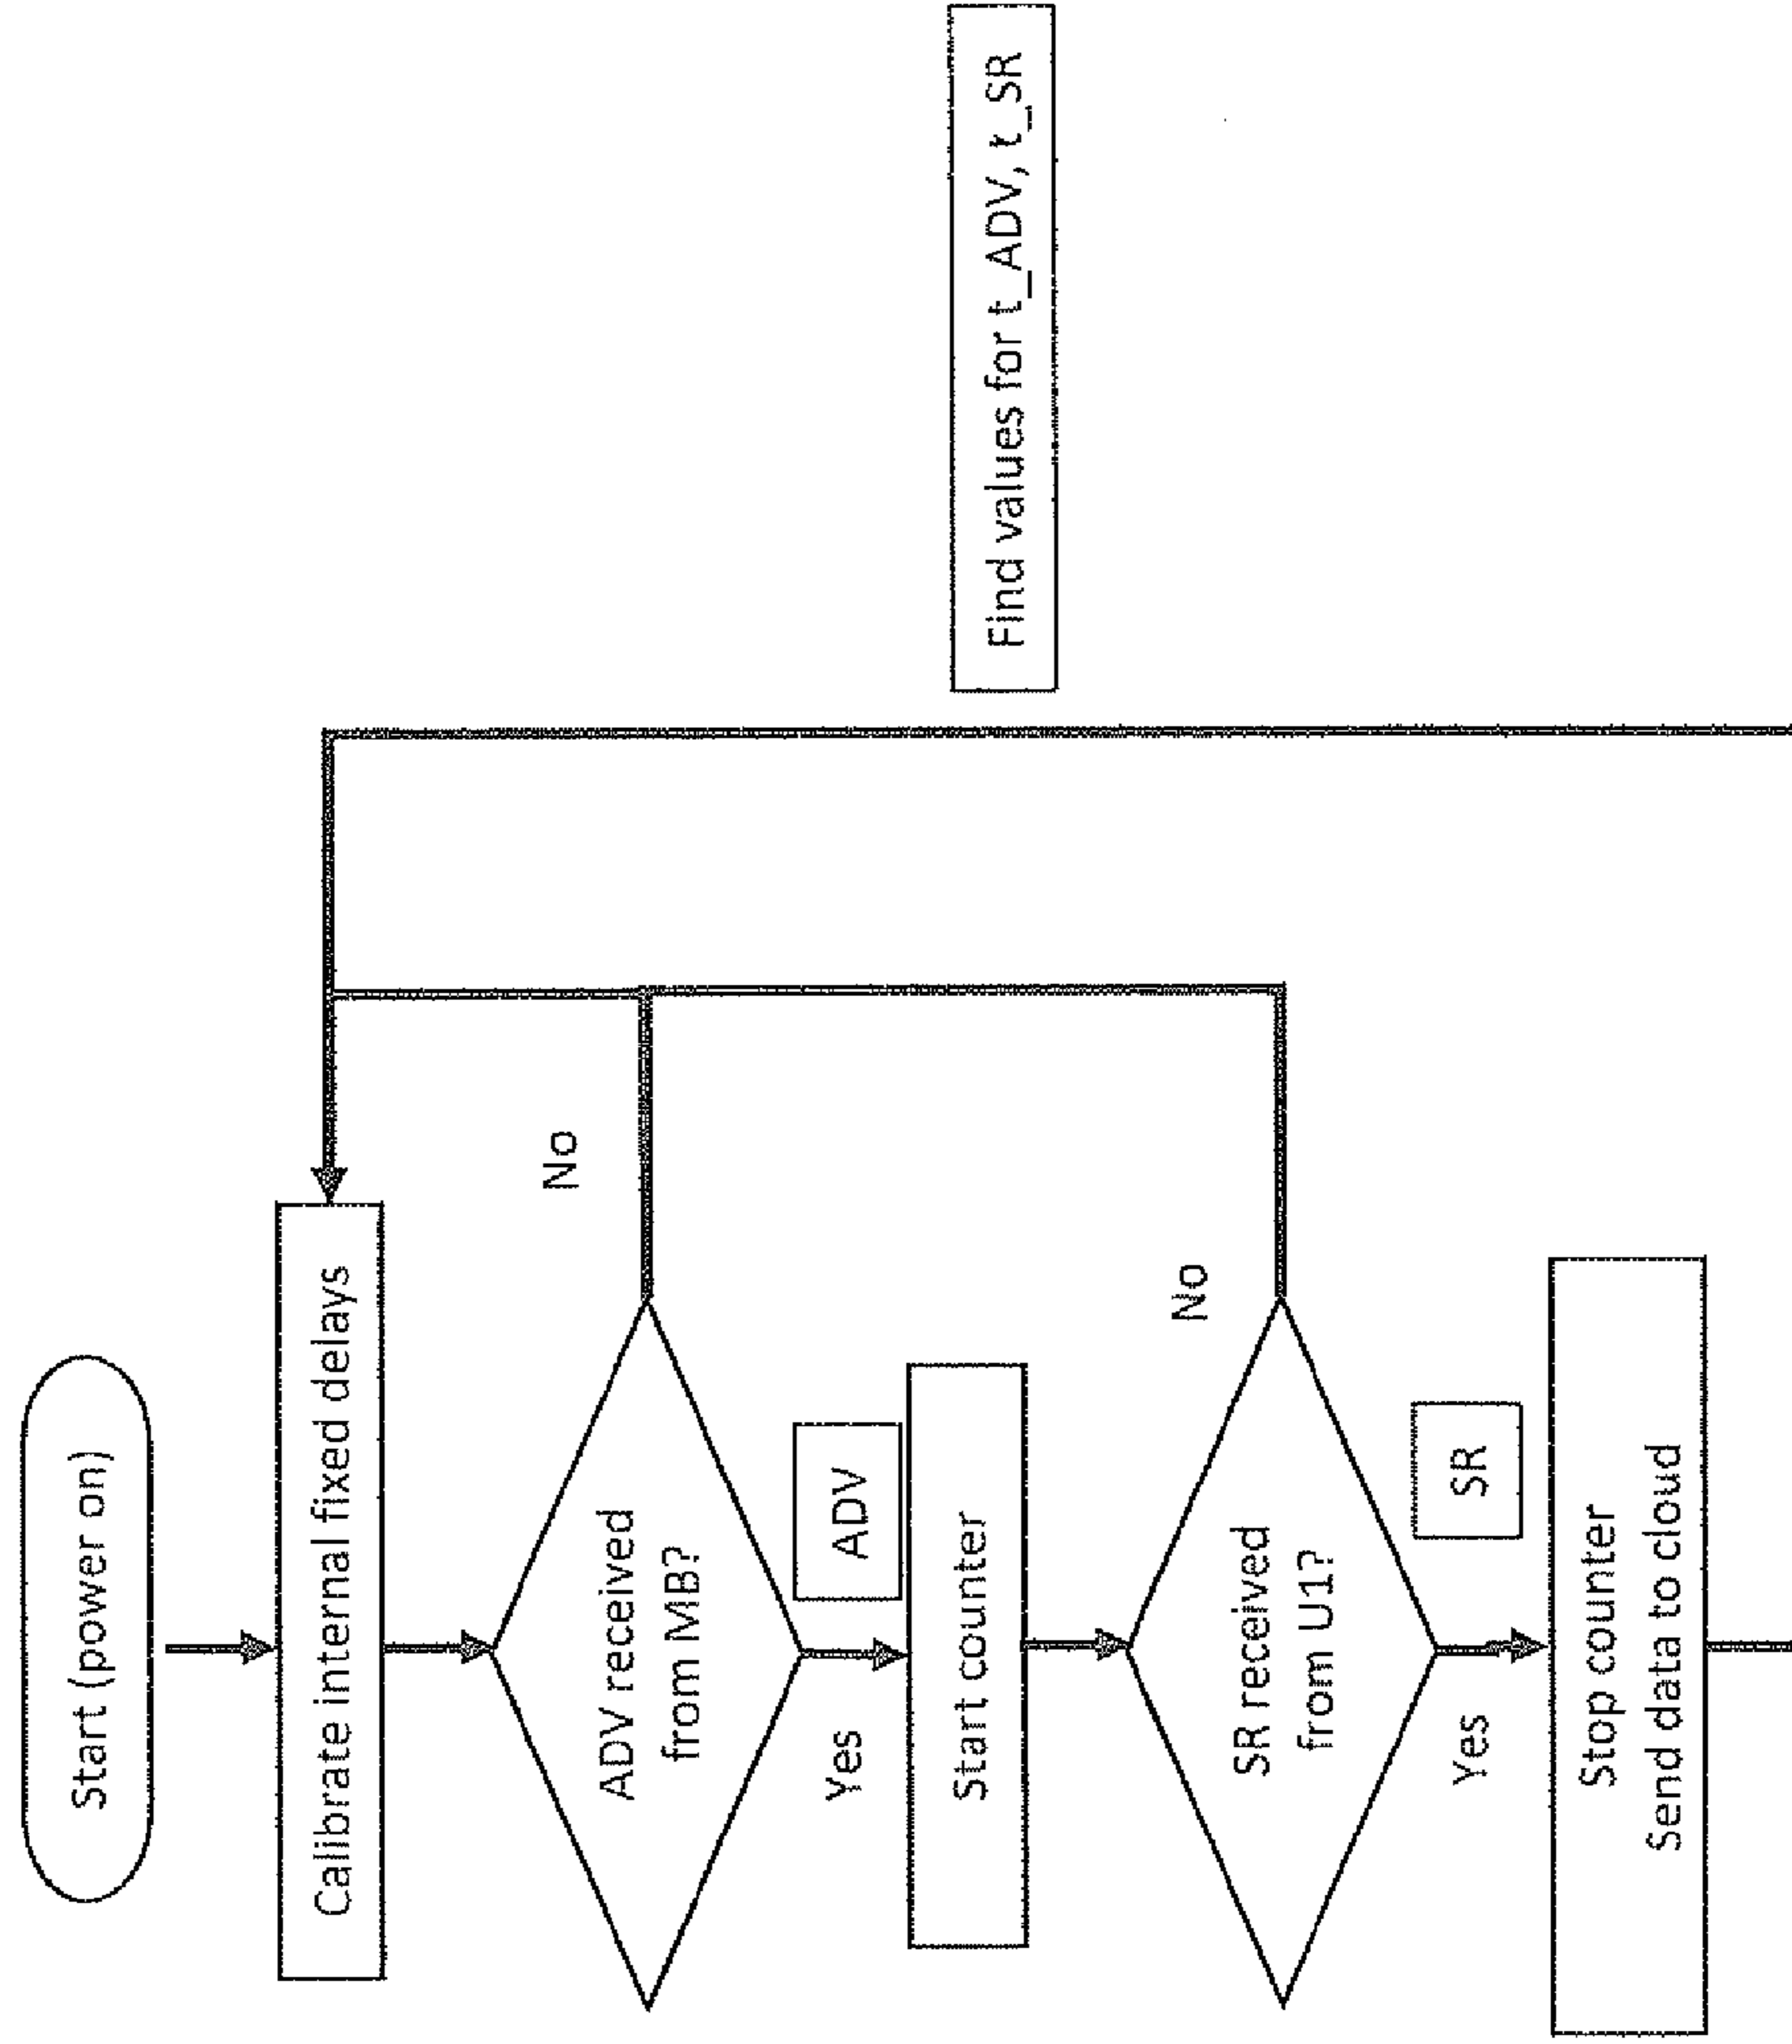 Start (power on)
Calibrate internal fixed delays
ADV received
from MB?
No
Yes
ADV
Start counter
Find values for t_ADV, t_SR
SR received
from U1?
No
Yes
SR
Stop counter
Send data to cloud